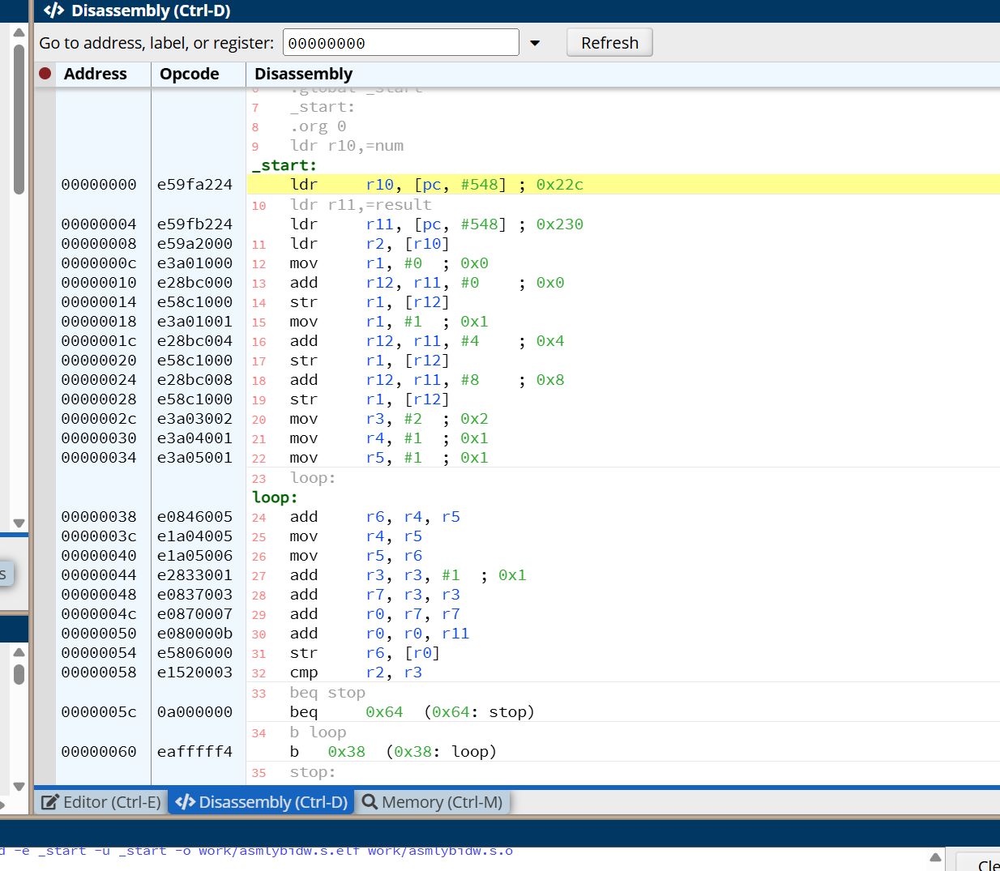 </> Disassembly (Ctrl-D)
Go to address, label, or register: 00000000 Refresh
Address Opcode Disassembly
6 .global _start
7 _start:
8 .org 0
9 ldr r10,=num
_start:
00000000 e59fa224 ldr r10, [pc, #548] ; 0x22c
10 ldr r11,=result
00000004 e59fb224 ldr r11, [pc, #548] ; 0x230
00000008 e59a2000 11 ldr r2, [r10]
0000000c e3a01000 12 mov r1, #0 ; 0x0
00000010 e28bc000 13 add r12, r11, #0 ; 0x0
00000014 e58c1000 14 str r1, [r12]
00000018 e3a01001 15 mov r1, #1 ; 0x1
0000001c e28bc004 16 add r12, r11, #4 ; 0x4
00000020 e58c1000 17 str r1, [r12]
00000024 e28bc008 18 add r12, r11, #8 ; 0x8
00000028 e58c1000 19 str r1, [r12]
0000002c e3a03002 20 mov r3, #2 ; 0x2
00000030 e3a04001 21 mov r4, #1 ; 0x1
00000034 e3a05001 22 mov r5, #1 ; 0x1
23 loop:
loop:
00000038 e0846005 24 add r6, r4, r5
0000003c e1a04005 25 mov r4, r5
00000040 e1a05006 26 mov r5, r6
00000044 e2833001 27 add r3, r3, #1 ; 0x1
00000048 e0837003 28 add r7, r3, r3
0000004c e0870007 29 add r0, r7, r7
00000050 e080000b 30 add r0, r0, r11
00000054 e5806000 31 str r6, [r0]
00000058 e1520003 32 cmp r2, r3
33 beq stop
0000005c 0a000000 beq 0x64 (0x64: stop)
34 b loop
00000060 eafffff4 b 0x38 (0x38: loop)
35 stop:
s
Editor (Ctrl-E) </> Disassembly (Ctrl-D) Memory (Ctrl-M)
d -e _start -u _start -o work/asmlybidw.s.elf work/asmlybidw.s.o
Cle